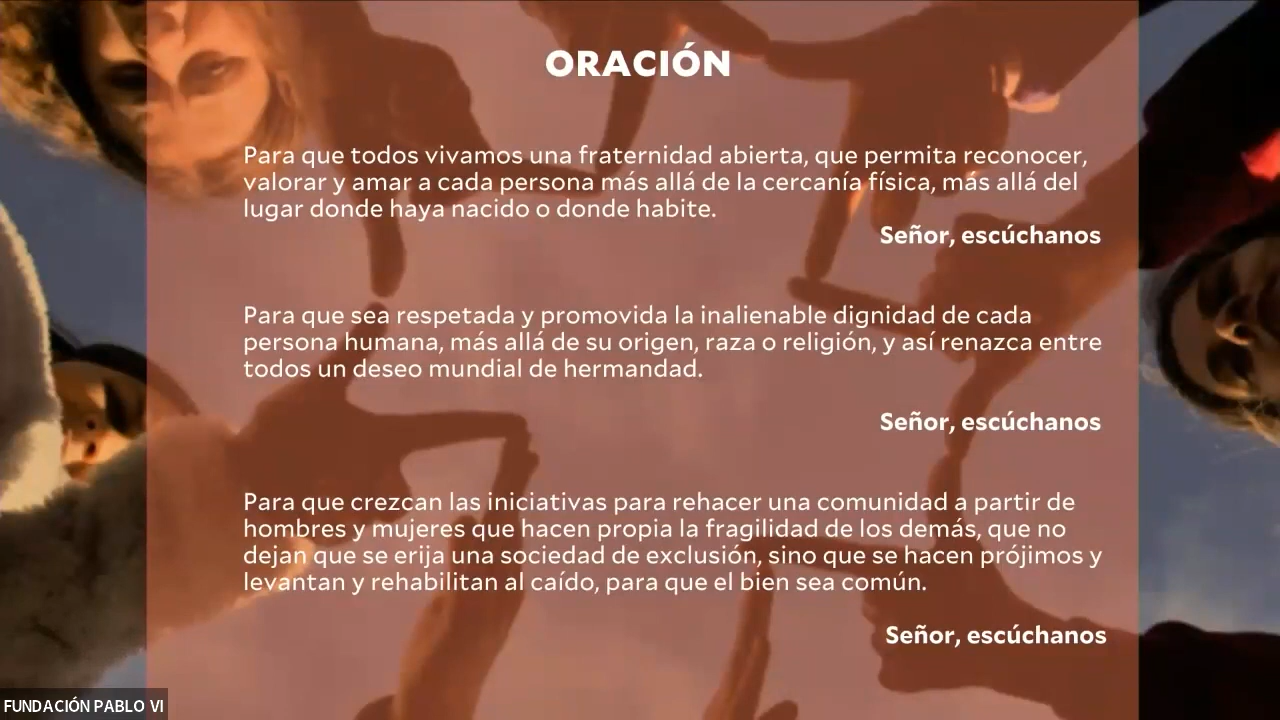 ORACIÓN
Para que todos vivamos una fraternidad abierta, que permita reconocer,
valorar y amar a cada persona más allá de la cercanía física, más allá del
lugar donde haya nacido o donde habite.
Señor, escúchanos
Para que sea respetada y promovida la inalienable dignidad de cada
persona humana, más allá de su origen, raza o religión, y así renazca entre
todos un deseo mundial de hermandad.
Señor, escúchanos
Para que crezcan las iniciativas para rehacer una comunidad a partir de
hombres y mujeres que hacen propia la fragilidad de los demás, que no
dejan que se erija una sociedad de exclusión, sino que se hacen prójimos y
levantan y rehabilitan al caído, para que el bien sea común.
Señor, escúchanos
FUNDACIÓN PABLO VI